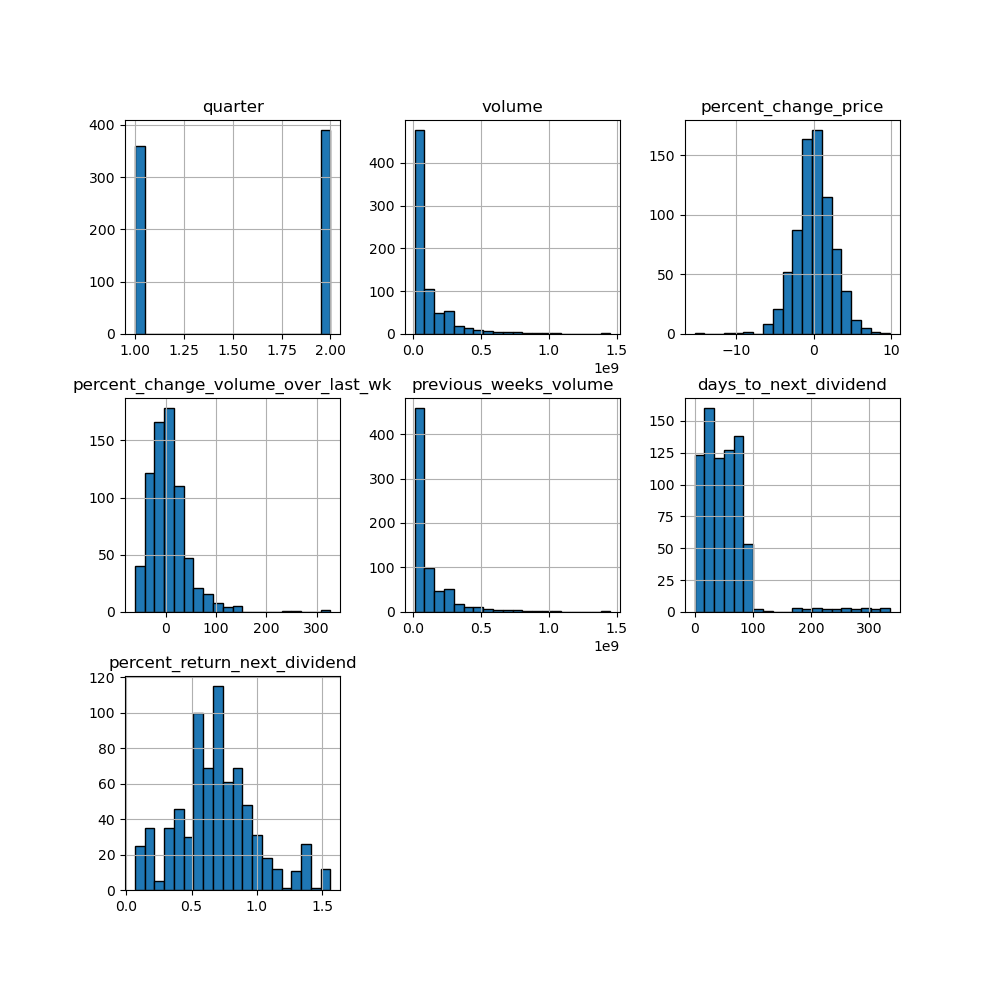 quarter
400
300
200
100
0
1.00 1.25 1.50 1.75 2.00
volume
400
300
200
100
0
0.0 0.5 1.0 1.5
1e9
percent_change_price
150
100
50
0
−10 0 10
percent_change_volume_over_last_wk
150
100
50
0
0 100 200 300
previous_weeks_volume
400
300
200
100
0
0.0 0.5 1.0 1.5
1e9
days_to_next_dividend
150
125
100
75
50
25
0
0 100 200 300
percent_return_next_dividend
120
100
80
60
40
20
0
0.0 0.5 1.0 1.5